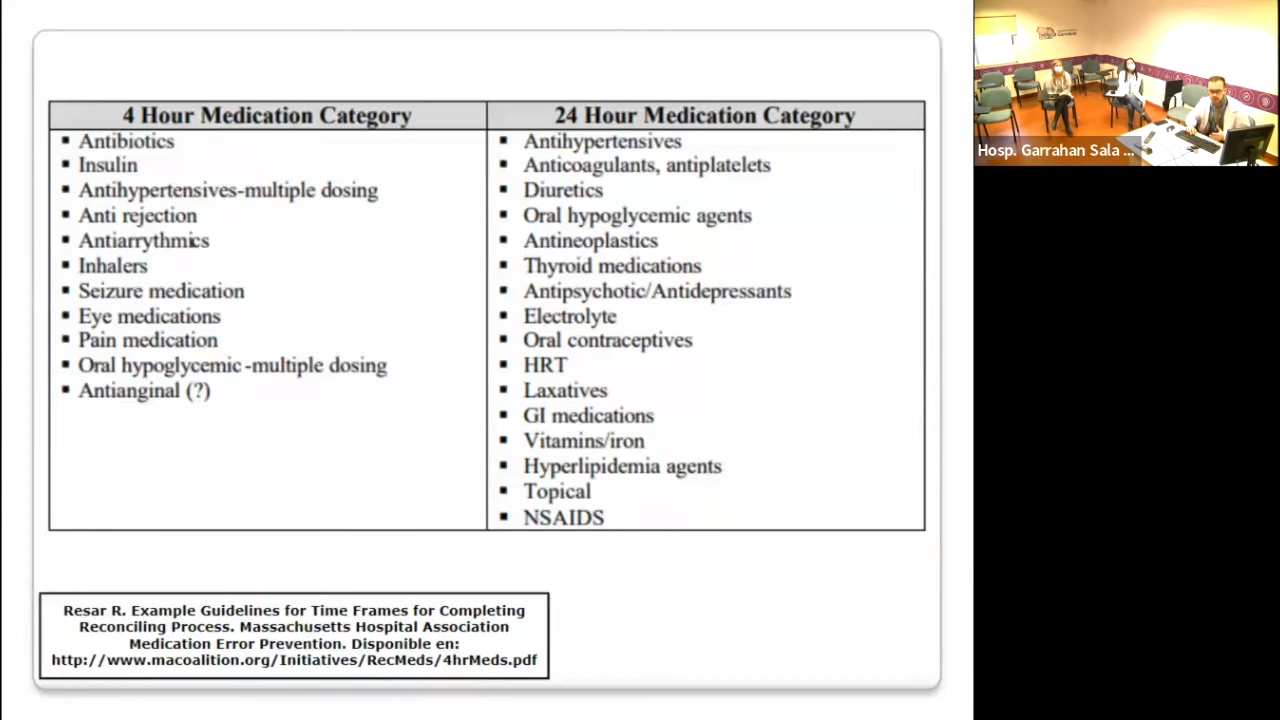 4 Hour Medication Category
Antibiotics
Insulin
Antihypertensives-multiple dosing
Anti rejection
Antiarrythmics
Inhalers
Seizure medication
Eye medications
Pain medication
Oral hypoglycemic-multiple dosing
Antianginal (?)
24 Hour Medication Category
Antihypertensives
Anticoagulants, antiplatelets
Diuretics
Oral hypoglycemic agents
Antineoplastics
Thyroid medications
Antipsychotic/Antidepressants
Electrolyte
Oral contraceptives
HRT
Laxatives
GI medications
Vitamins/iron
Hyperlipidemia agents
Topical
NSAIDS
Resar R. Example Guidelines for Time Frames for Completing
Reconciling Process. Massachusetts Hospital Association
Medication Error Prevention. Disponible en:
http://www.macoalition.org/Initiatives/RecMeds/4hrMeds.pdf
Hosp. Garrahan Sala ...